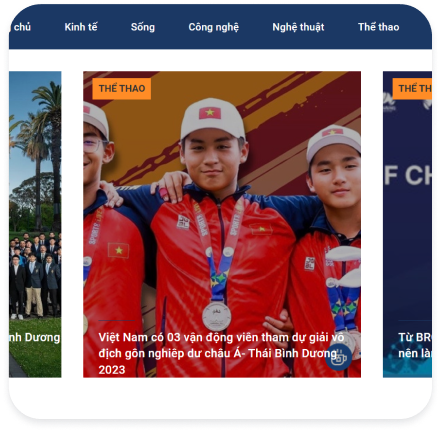 chủ Kinh tế Sống Công nghệ Nghệ thuật Thể thao
THỂ THAO
THỂ TH
F CH
nh Dương
Việt Nam có 03 vận động viên tham dự giải vô
địch gôn nghiệp dư châu Á- Thái Bình Dương
2023
Từ BR
nên làn